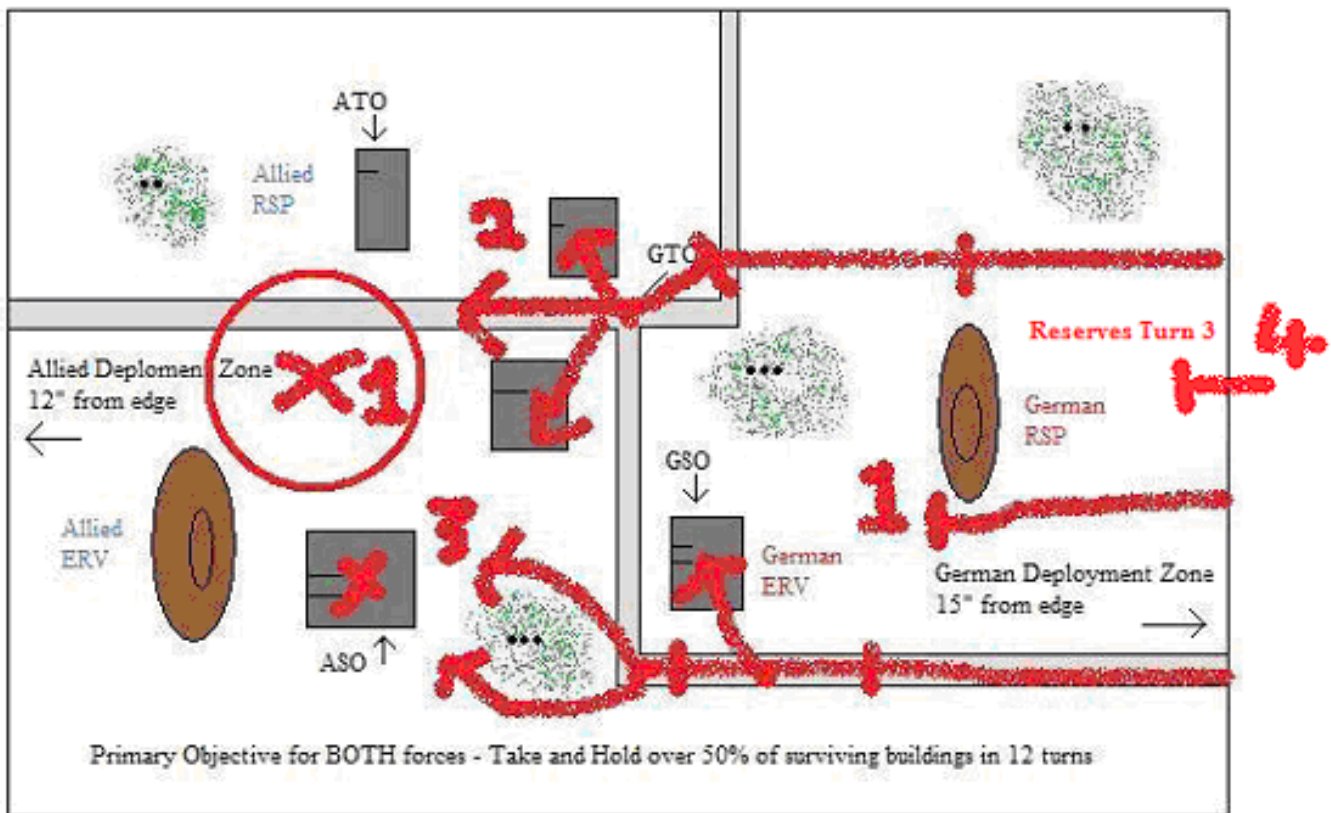 ATO
Allied
RSP
2
GTO
Reserves Turn 3
4.
Allied Deploment Zone
12" from edge
1
German
RSP
GSO
1
3
Allied
ERV
German
ERV
German Deployment Zone
15" from edge
ASO
Primary Objective for BOTH forces - Take and Hold over 50% of surviving buildings in 12 turns